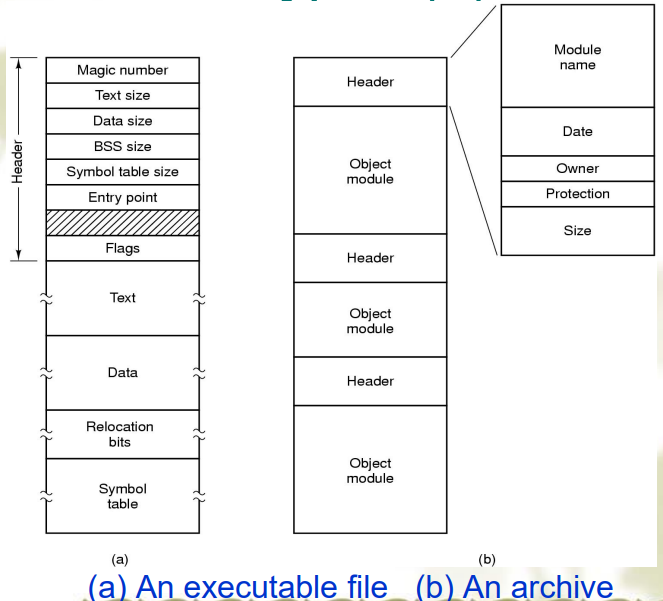 Magic number
Text size
Data size
BSS size
Symbol table size
Entry point
Flags
Header
Text
Data
Relocation
bits
Symbol
table
(a)
Header
Object
module
Header
Object
module
Header
Object
module
(b)
Module
name
Date
Owner
Protection
Size
(a) An executable file (b) An archive